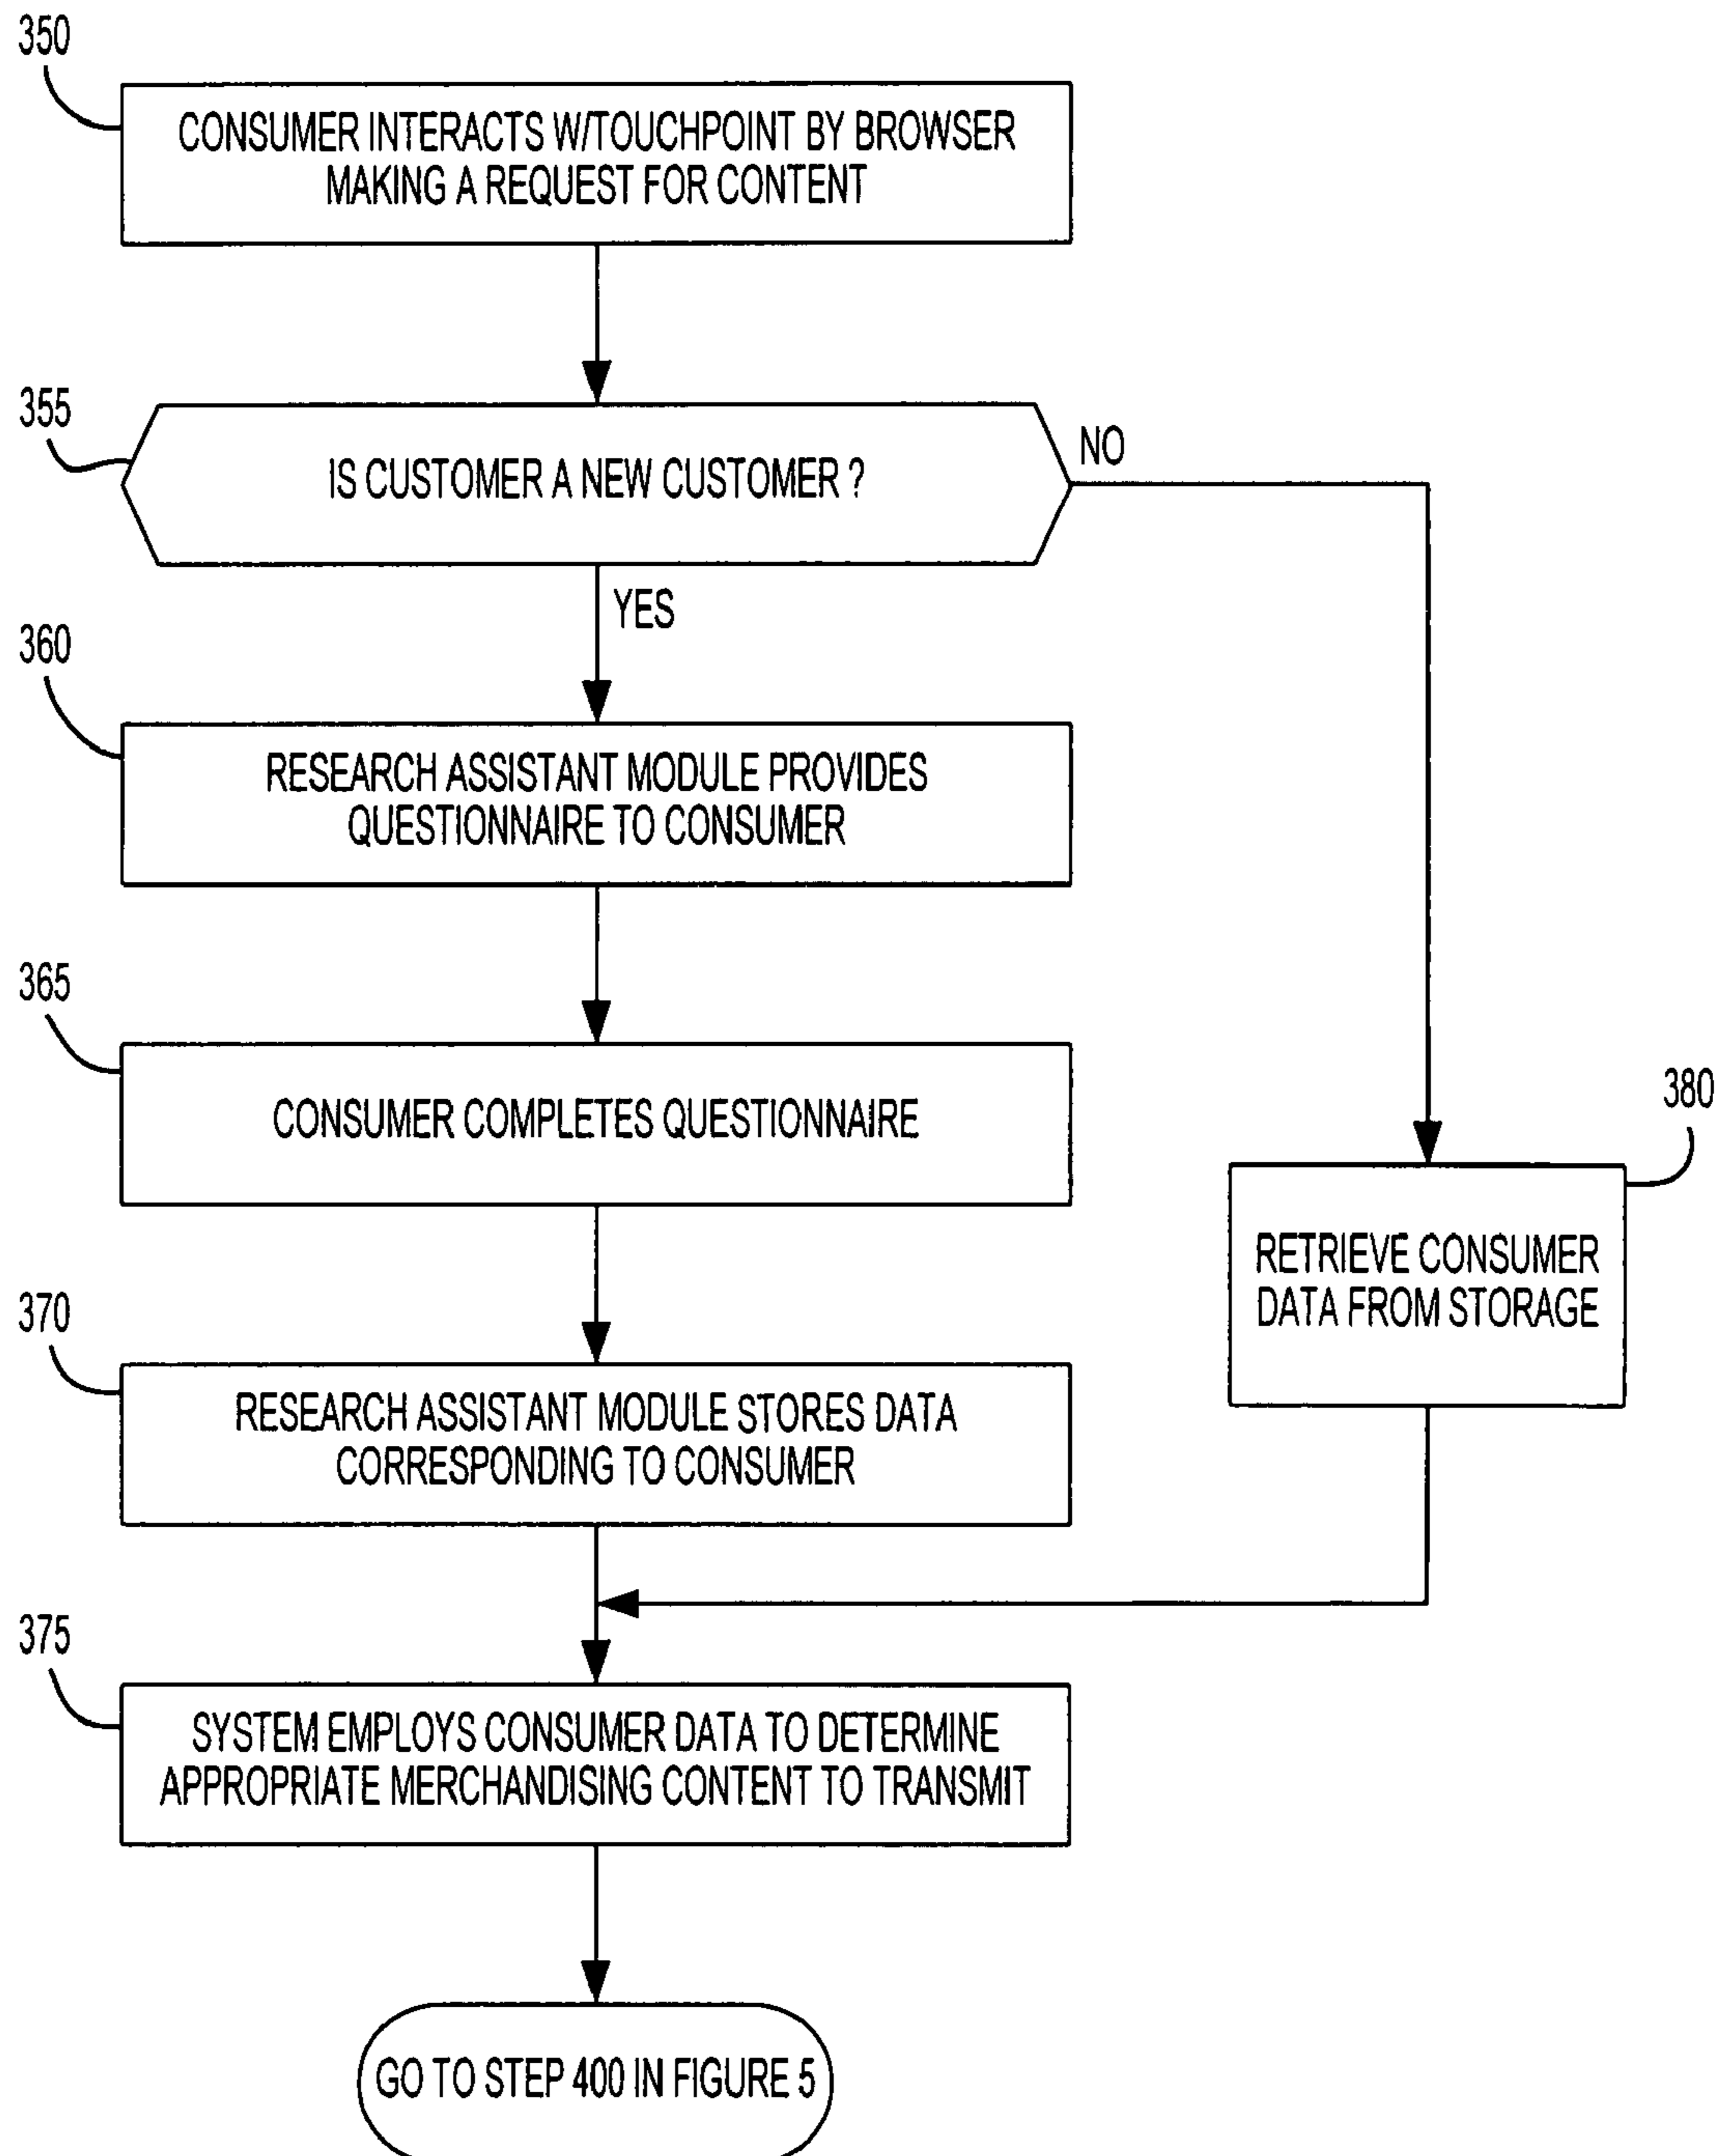 350
CONSUMER INTERACTS W/TOUCHPOINT BY BROWSER
MAKING A REQUEST FOR CONTENT
355
IS CUSTOMER A NEW CUSTOMER ?
NO
YES
360
RESEARCH ASSISTANT MODULE PROVIDES
QUESTIONNAIRE TO CONSUMER
365
CONSUMER COMPLETES QUESTIONNAIRE
380
RETRIEVE CONSUMER
DATA FROM STORAGE
370
RESEARCH ASSISTANT MODULE STORES DATA
CORRESPONDING TO CONSUMER
375
SYSTEM EMPLOYS CONSUMER DATA TO DETERMINE
APPROPRIATE MERCHANDISING CONTENT TO TRANSMIT
GO TO STEP 400 IN FIGURE 5